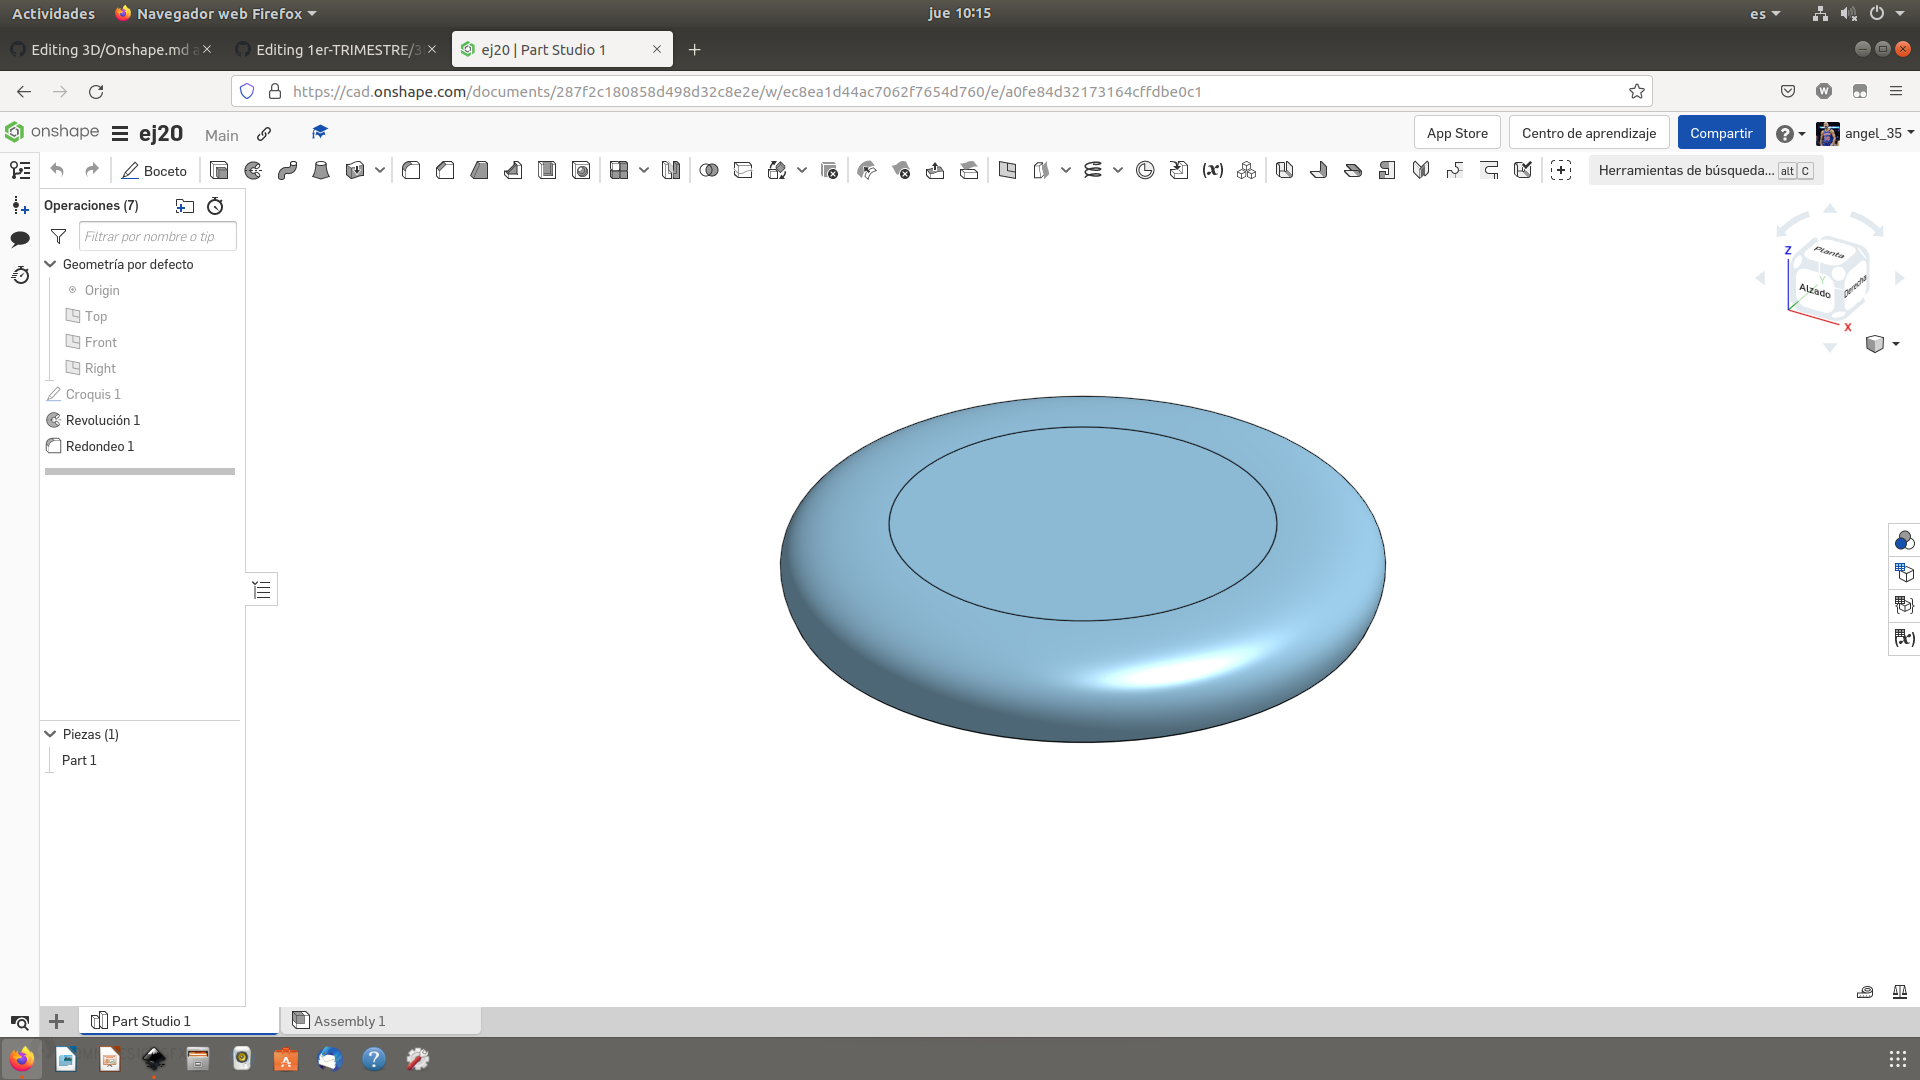 Actividades
Navegador web Firefox
jue 10:15
es
Editing 3D/Onshape.md a
Editing 1er-TRIMESTRE/3
ej20 | Part Studio 1
https://cad.onshape.com/documents/287f2c180858d498d32c8e2e/w/ec8ea1d44ac7062f7654d760/e/a0fe84d32173164cffdbe0c1
onshape
ej20
Main
App Store
Centro de aprendizaje
Compartir
angel_35
Boceto
(x)
Herramientas de búsqueda...
alt
C
Operaciones (7)
Filtrar por nombre o tip
Geometría por defecto
Origin
Top
Front
Right
Croquis 1
Revolución 1
Redondeo 1
Z
Planta
Y
Alzado
Derecha
X
(x)
Piezas (1)
Part 1
Part Studio 1
Assembly 1